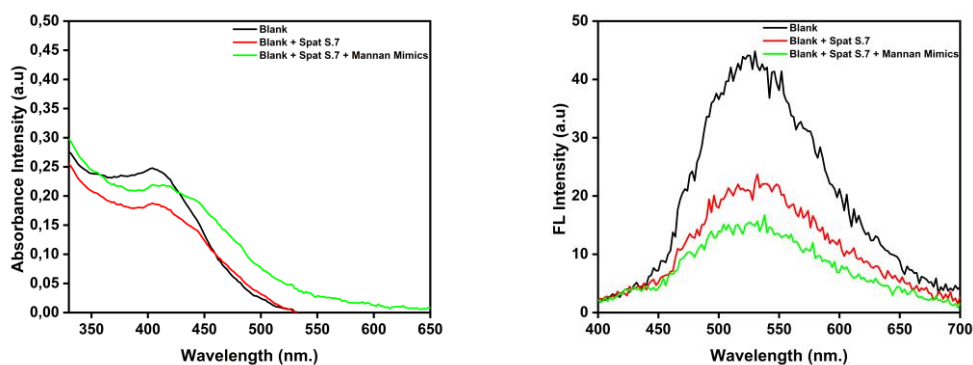 Absorbance Intensity (a.u)
0,50
0,45
0,40
0,35
0,30
0,25
0,20
0,15
0,10
0,05
0,00
350 400 450 500 550 600 650
Wavelength (nm.)
Blank
Blank + Spat S.7
Blank + Spat S.7 + Mannan Mimics
FL Intensity (a.u)
50
40
30
20
10
0
400 450 500 550 600 650 700
Wavelength (nm.)
Blank
Blank + Spat S.7
Blank + Spat S.7 + Mannan Mimics